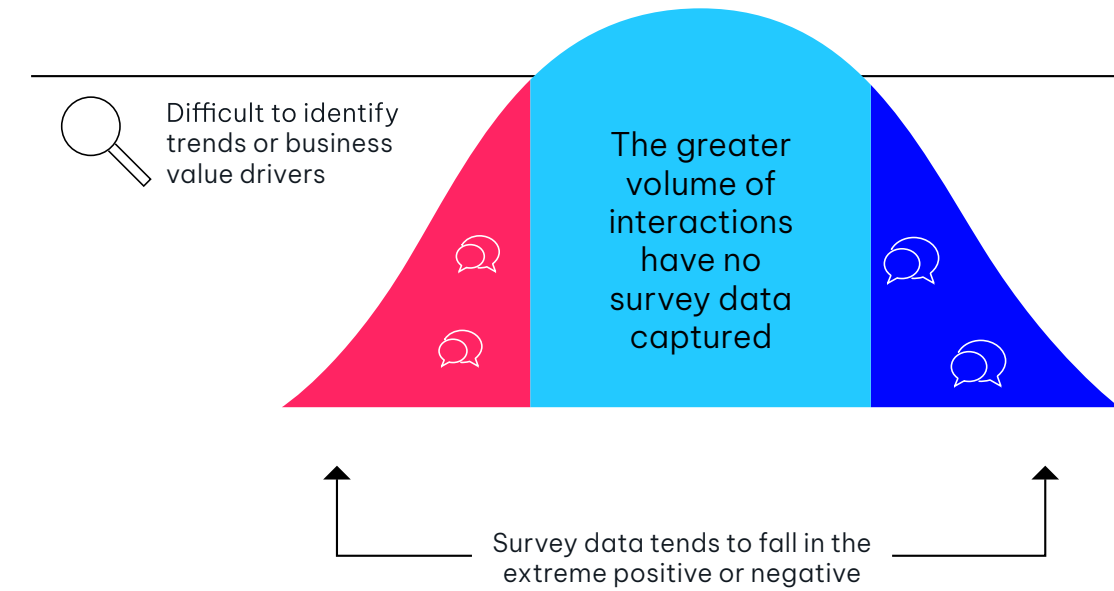 Difficult to identify
trends or business
value drivers
The greater
volume of
interactions
have no
survey data
captured
Survey data tends to fall in the
extreme positive or negative